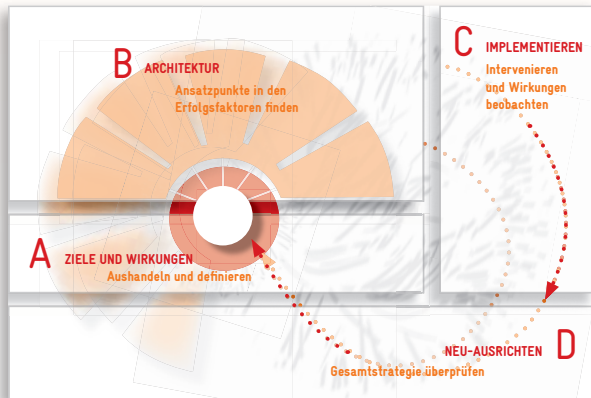 B ARCHITEKTUR
Ansatzpunkte in den
Erfolgsfaktoren finden
C IMPLEMENTIEREN
Intervenieren
und Wirkungen
beobachten
A ZIELE UND WIRKUNGEN
Aushandeln und definieren
NEU-AUSRICHTEN D
Gesamtstrategie überprüfen